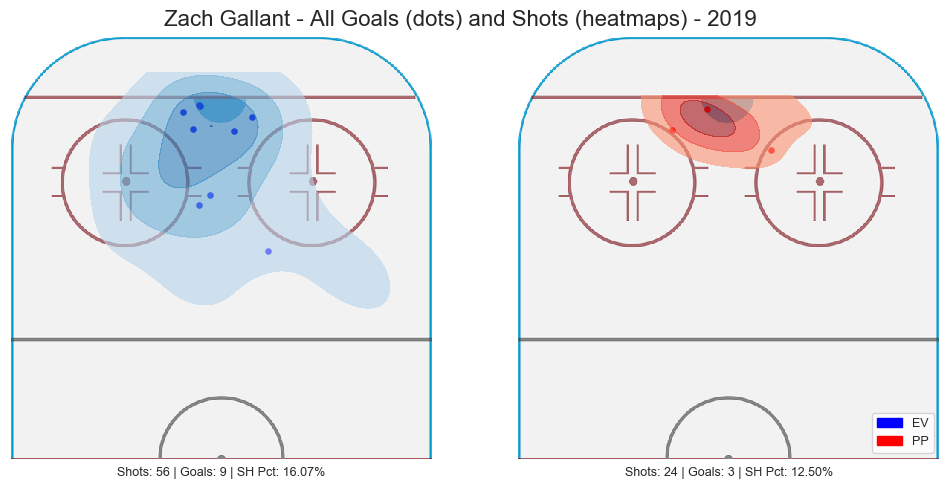 Zach Gallant - All Goals (dots) and Shots (heatmaps) - 2019
EV
PP
Shots: 56 | Goals: 9 | SH Pct: 16.07%
Shots: 24 | Goals: 3 | SH Pct: 12.50%